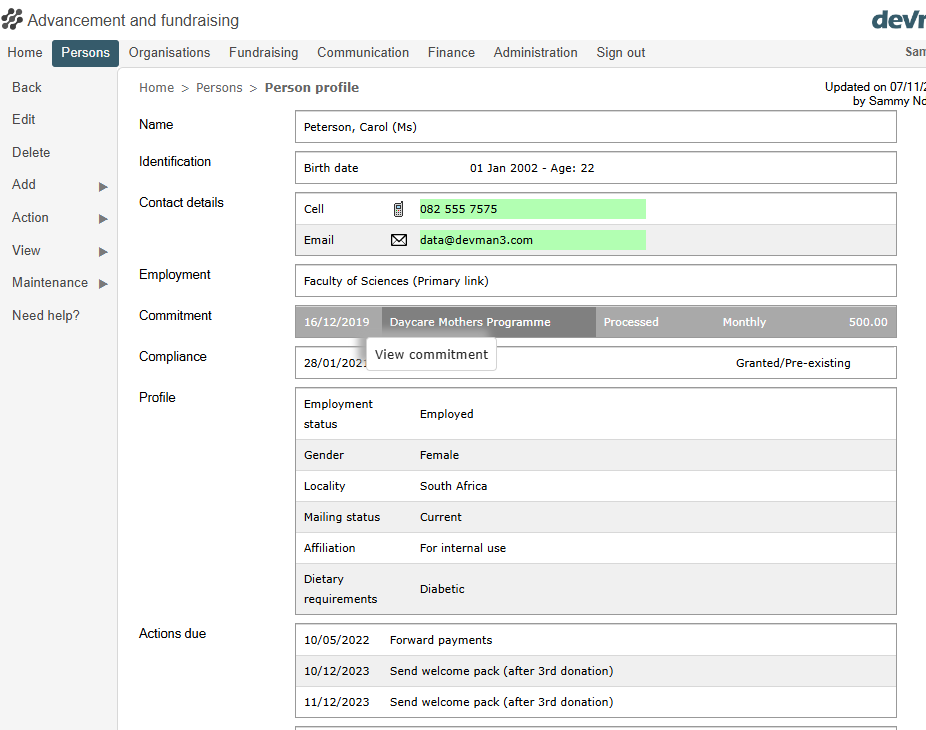 Advancement and fundraising
Home Persons Organisations Fundraising Communication Finance Administration Sign out
Back
Edit
Delete
Add
Action
View
Maintenance
Need help?
Home > Persons > Person profile
Updated on 07/11/
by Sammy
Name Peterson, Carol (Ms)
Identification Birth date 01 Jan 2002 - Age: 22
Contact details Cell 082 555 7575
Email data@devman3.com
Employment Faculty of Sciences (Primary link)
Commitment 16/12/2019 Daycare Mothers Programme Processed Monthly 500.00
View commitment
Compliance 28/01/2021 Granted/Pre-existing
Profile Employment
status Employed
Gender Female
Locality South Africa
Mailing status Current
Affiliation For internal use
Dietary
requirements Diabetic
Actions due 10/05/2022 Forward payments
10/12/2023 Send welcome pack (after 3rd donation)
11/12/2023 Send welcome pack (after 3rd donation)